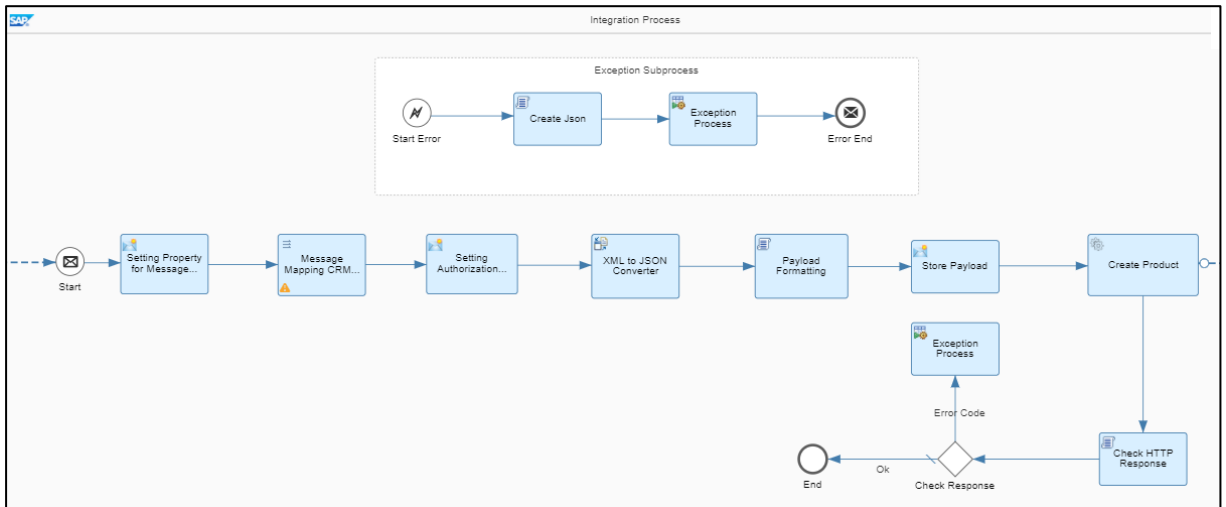 SAP
Integration Process
Exception Subprocess
Start Error
Create Json
Exception
Process
Error End
Start
Setting Property
for Message...
Message
Mapping CRM...
Setting
Authorization...
XML to JSON
Converter
Payload
Formatting
Store Payload
Create Product
Exception
Process
Error Code
End
Ok
Check Response
Check HTTP
Response